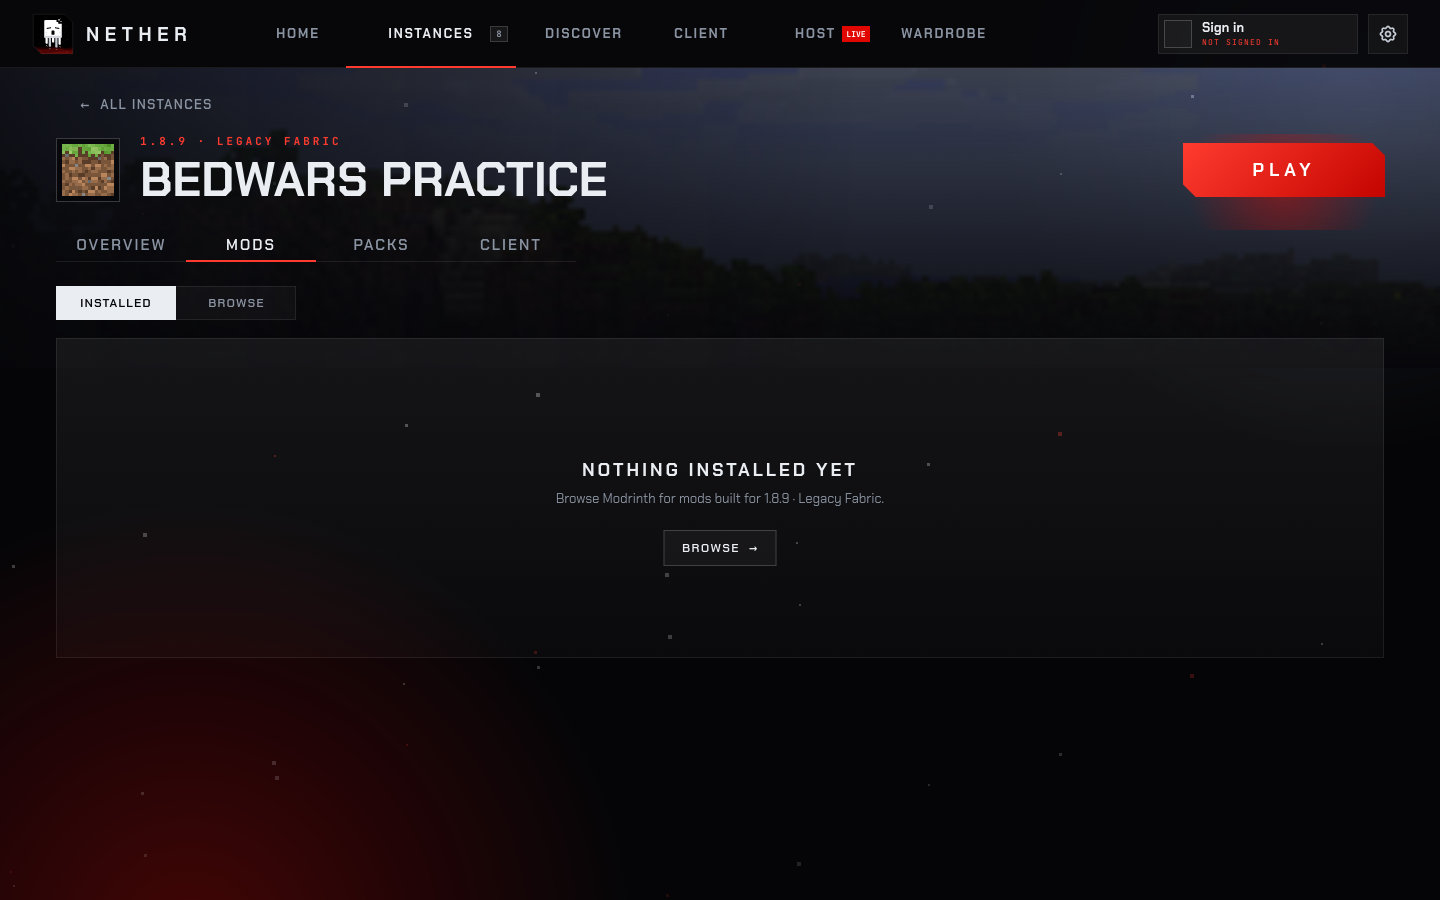 NETHER
HOME
INSTANCES 8
DISCOVER
CLIENT
HOST LIVE
WARDROBE
Sign in
NOT SIGNED IN
← ALL INSTANCES
1.8.9 · LEGACY FABRIC
BEDWARS PRACTICE
PLAY
OVERVIEW
MODS
PACKS
CLIENT
INSTALLED
BROWSE
NOTHING INSTALLED YET
Browse Modrinth for mods built for 1.8.9 · Legacy Fabric.
BROWSE →